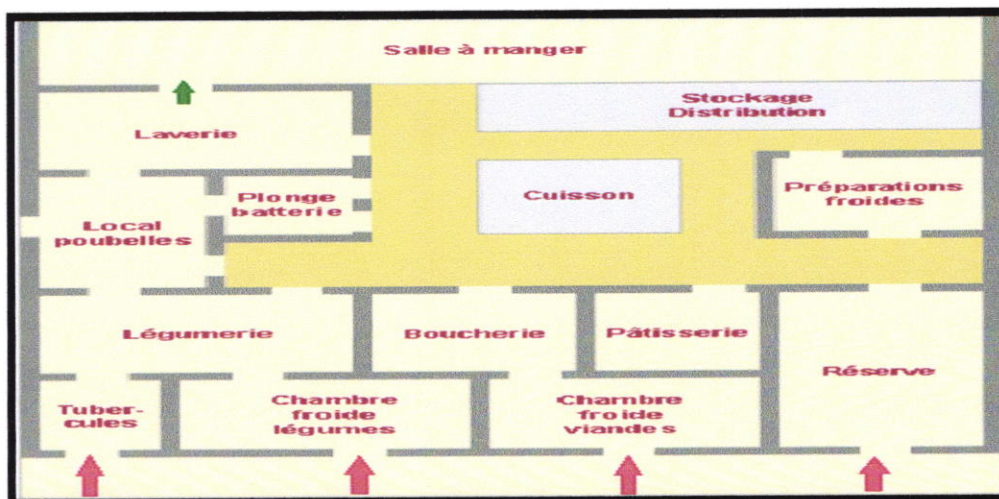 Salle à manger
Stockage
Distribution
Laverie
Plonge
batterie
Cuisson
Préparations
froides
Local
poubelles
Légumerie
Boucherie
Pâtisserie
Réserve
Tuber-
cules
Chambre
froide
légumes
Chambre
froide
viandes